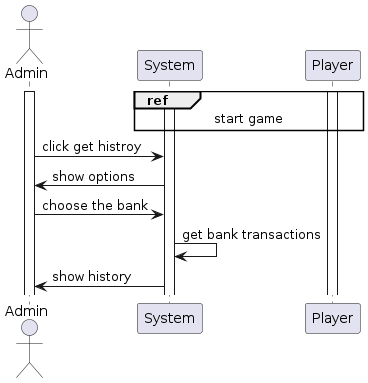 Admin
System
Player
ref
start game
click get histroy
show options
choose the bank
get bank transactions
show history
Admin
System
Player